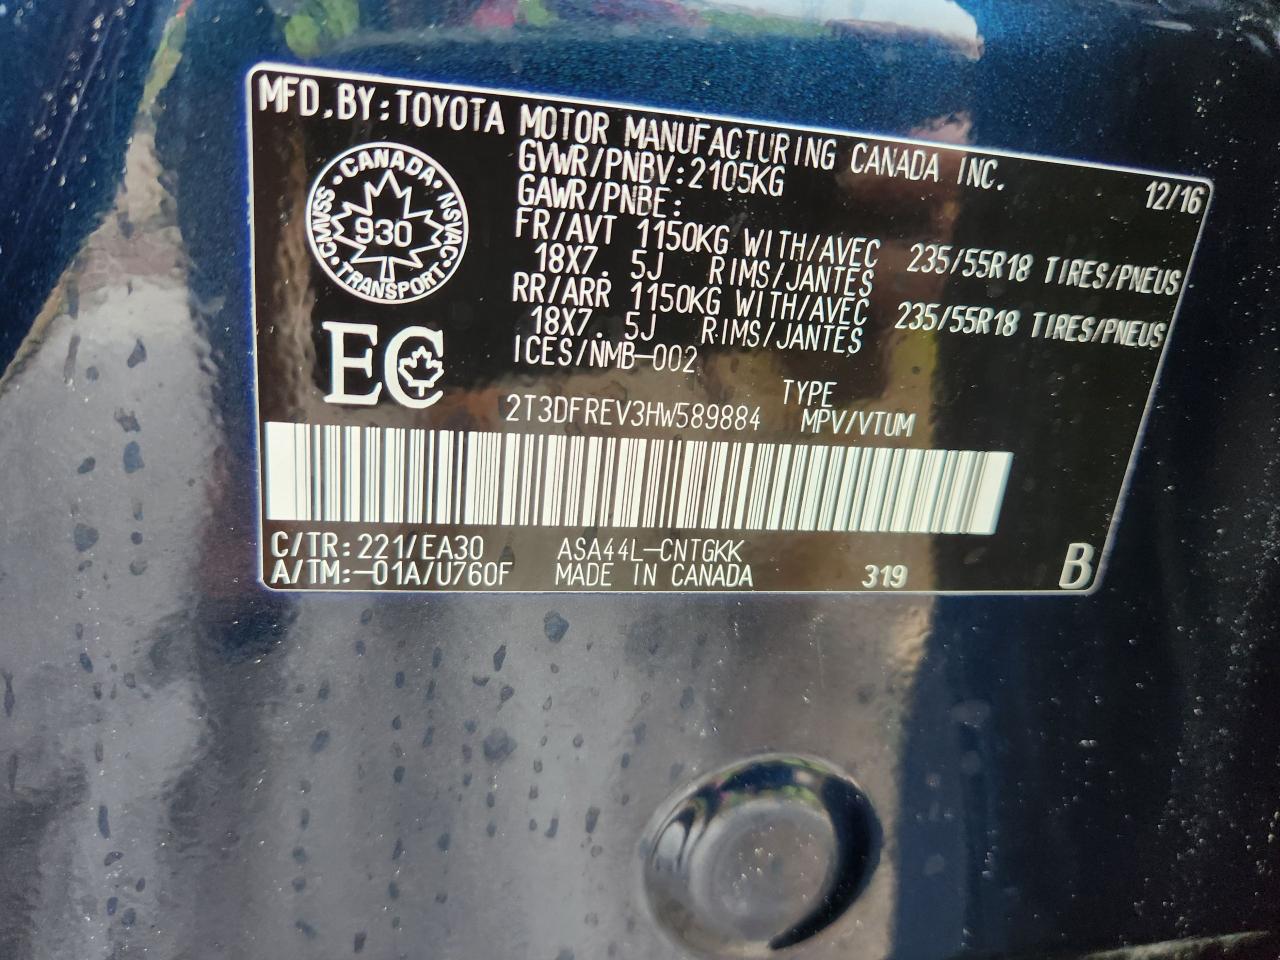 MFD.BY:TOYOTA MOTOR MANUFACTURING CANADA INC.
12/16
GVWR/PNBV:2105KG
GAWR/PNBE:
FR/AVT 1150KG WITH/AVEC 235/55R18 TIRES/PNEUS
18X7. 5J RIMS/JANTES
RR/ARR 1150KG WITH/AVEC 235/55R18 TIRES/PNEUS
18X7. 5J RIMS/JANTES
ICES/NMB-002
CANADA · NSVAC · TRANSPORT · CMVSS ·
930
EC
TYPE
2T3DFREV3HW589884 MPV/VTUM
C/TR:221/EA30 ASA44L-CNTGKK
A/TM:-01A/U760F MADE IN CANADA 319 B